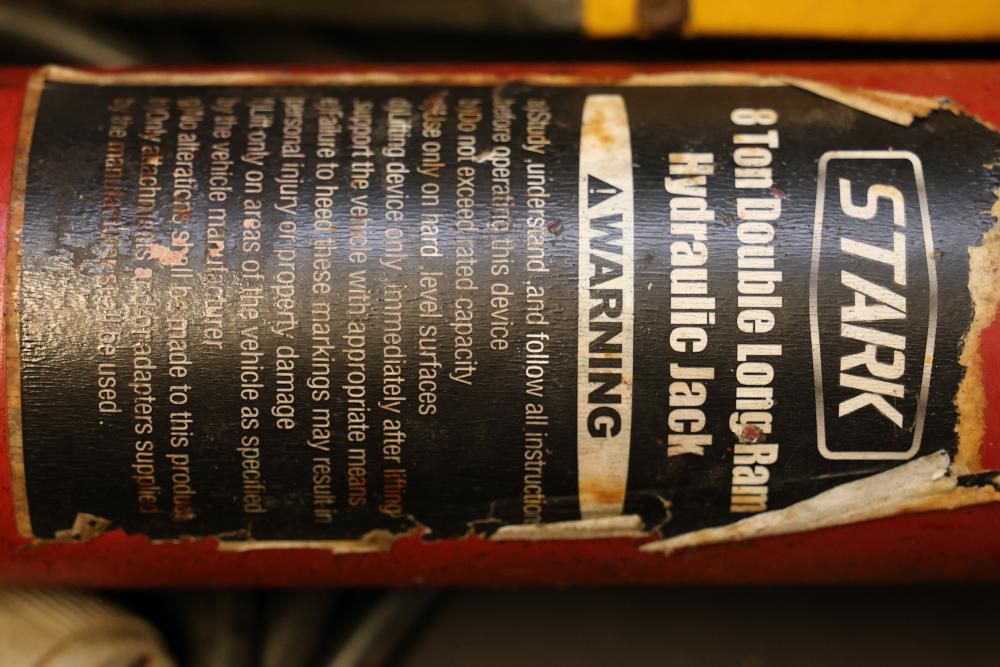 STARK
8 Ton Double Long Ram
Hydraulic Jack
WARNING
a)Study ,understand ,and follow all instruction
before operating this device
b)Do not exceed rated capacity
c)Use only on hard ,level surfaces
d)Lifting device only ,immediately after lifting
,support the vehicle with appropriate means
e)Failure to heed these markings may result in
personal injury or property damage
f)Lift only on areas of the vehicle as specified
by the vehicle manufcaturer
g)No alterations shall be made to this product
h)Only attachments and/or adapters supplied
by the manufacturer shall be used .